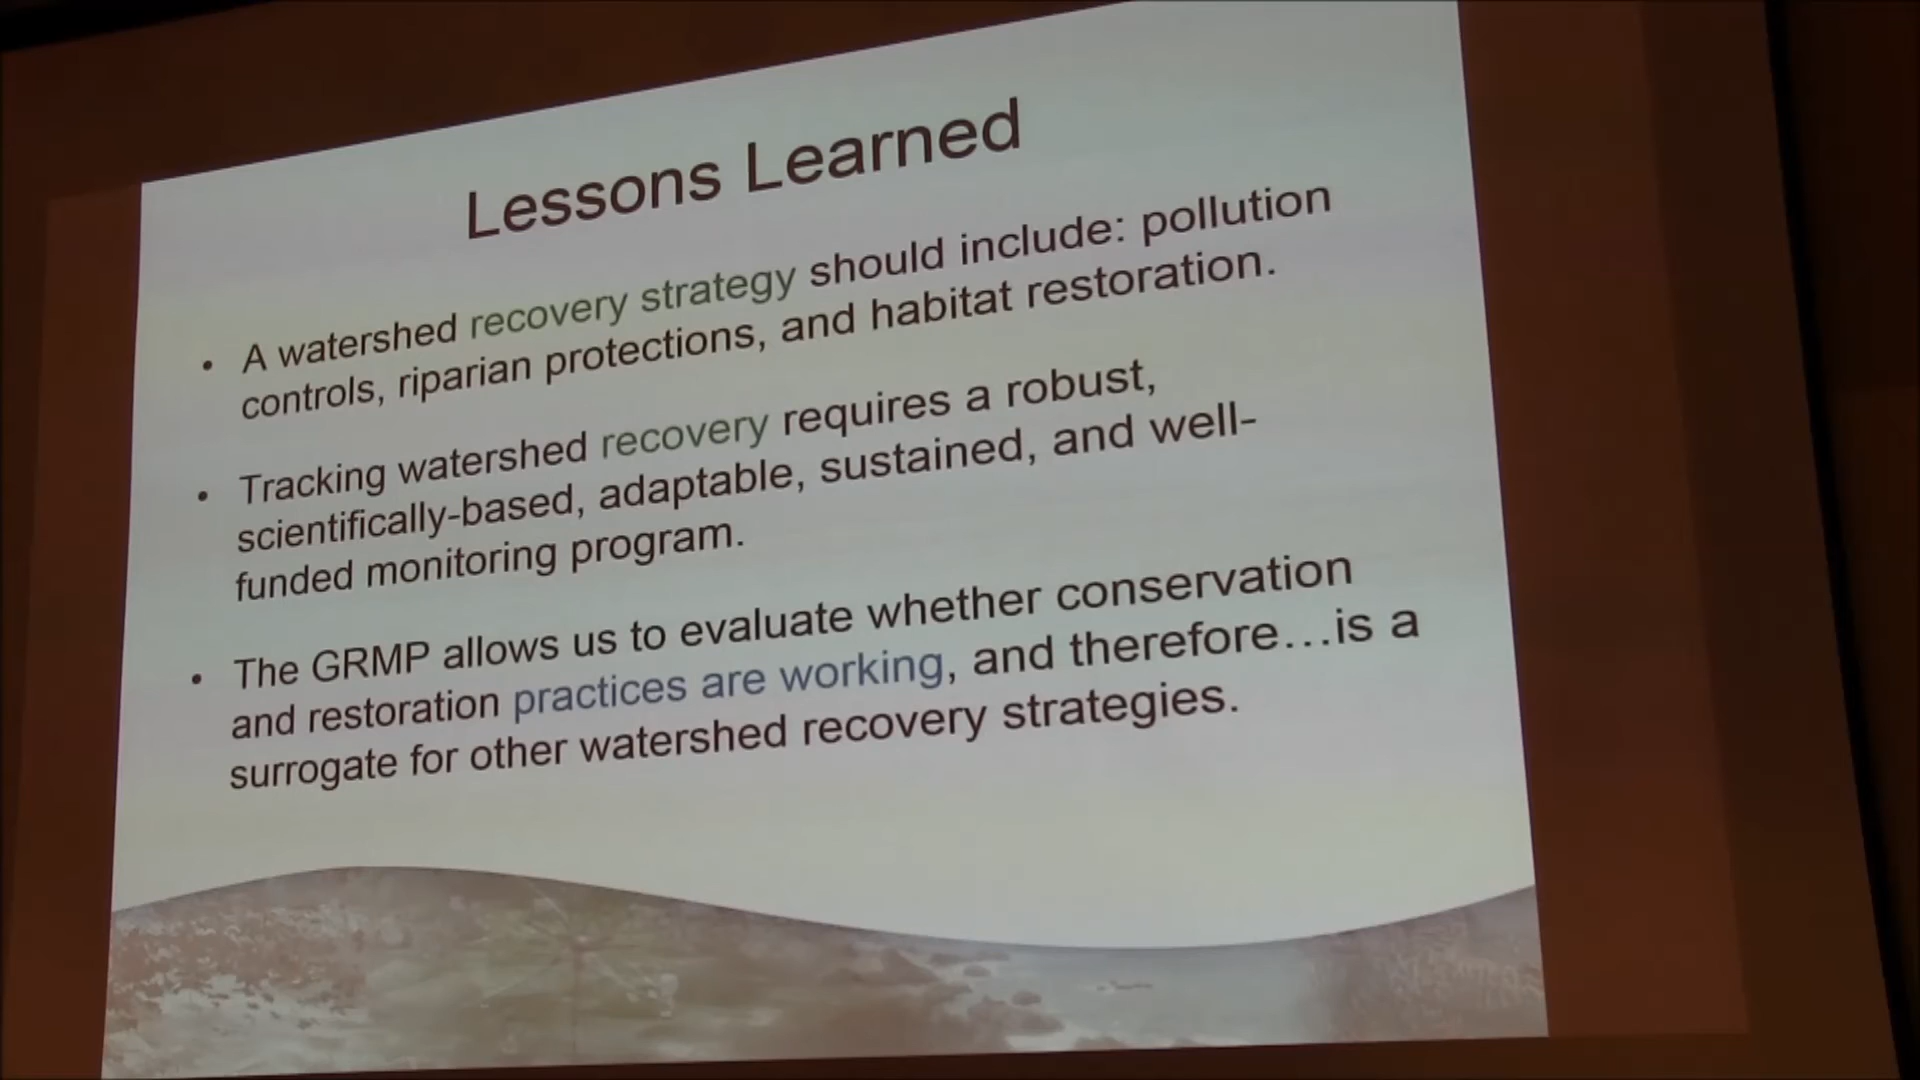 Lessons Learned
• A watershed recovery strategy should include: pollution
controls, riparian protections, and habitat restoration.
• Tracking watershed recovery requires a robust,
scientifically-based, adaptable, sustained, and well-
funded monitoring program.
• The GRMP allows us to evaluate whether conservation
and restoration practices are working, and therefore…is a
surrogate for other watershed recovery strategies.